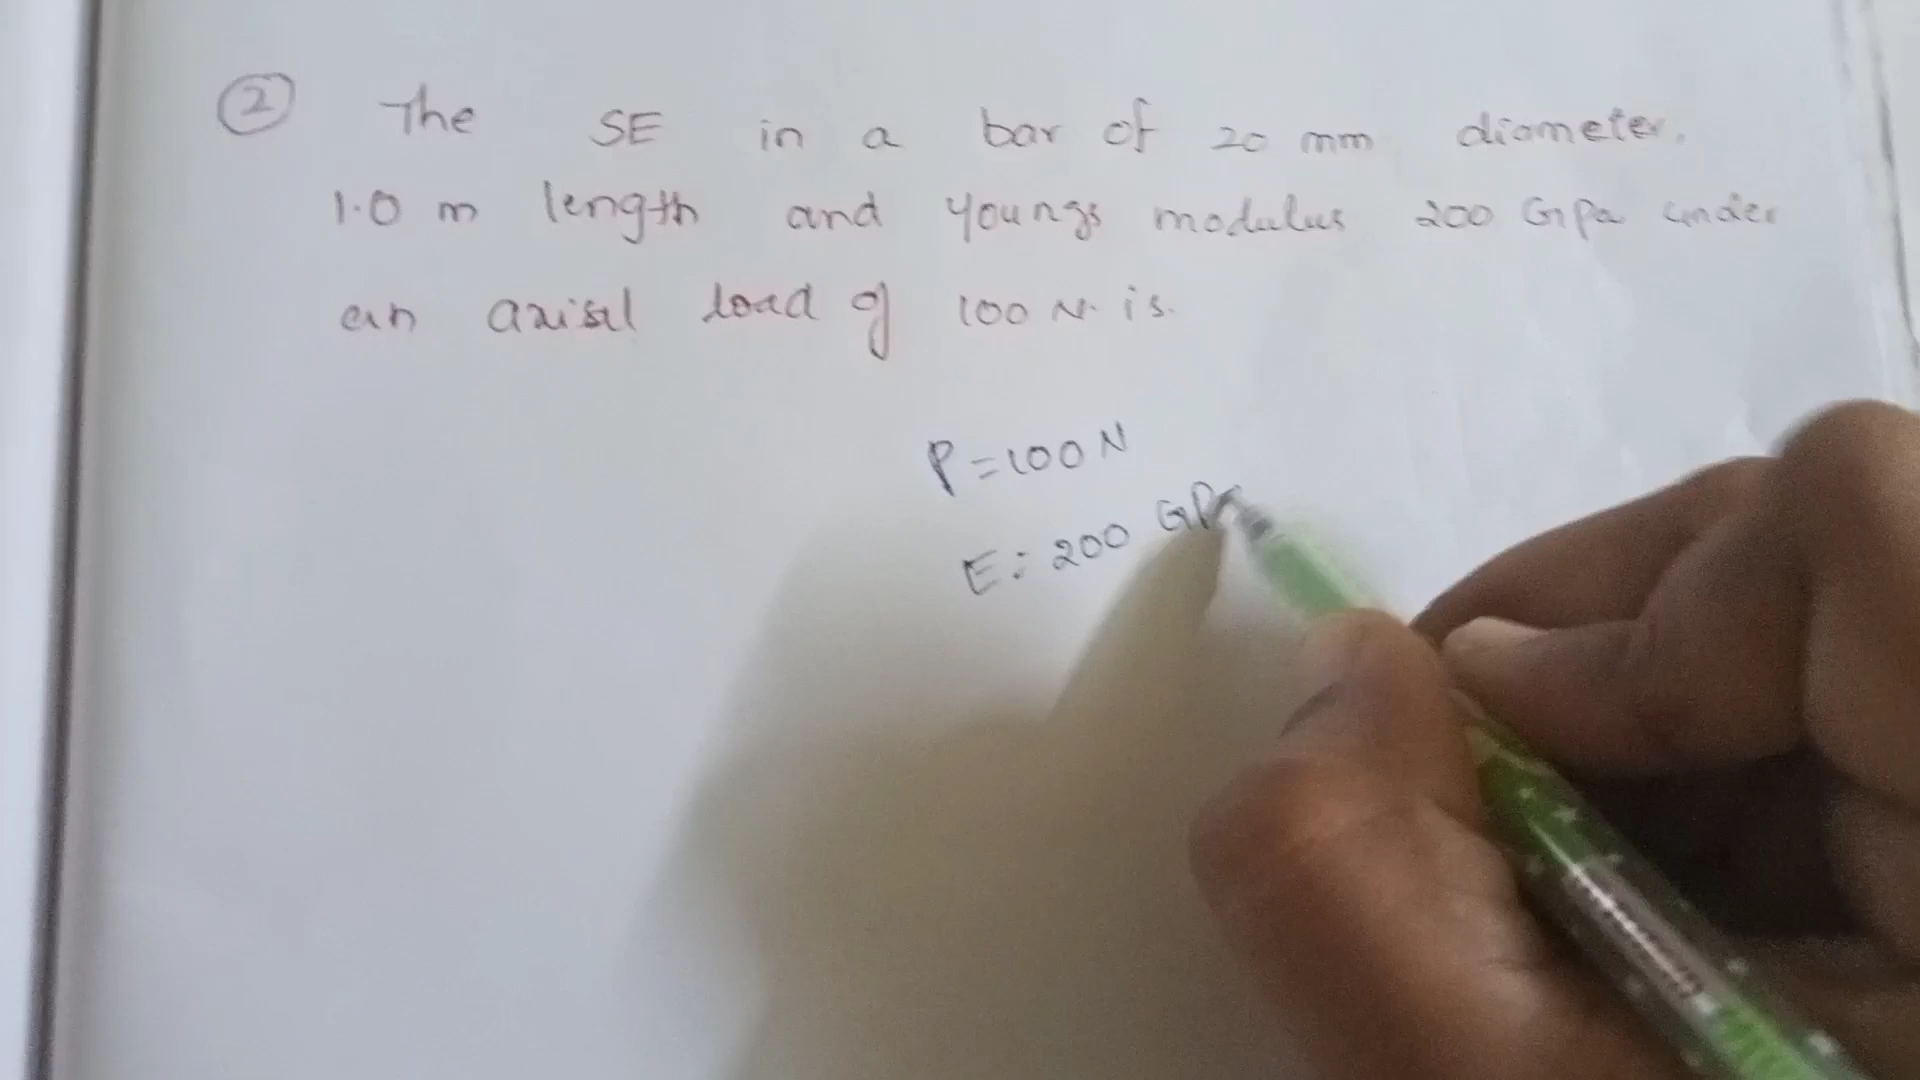 2 The SE in a bar of 20 mm diameter.
1.0 m length and youngs modulus 200 Gpa under
an axial load of 100 N. is.
P = 100 N
E : 200 GPa